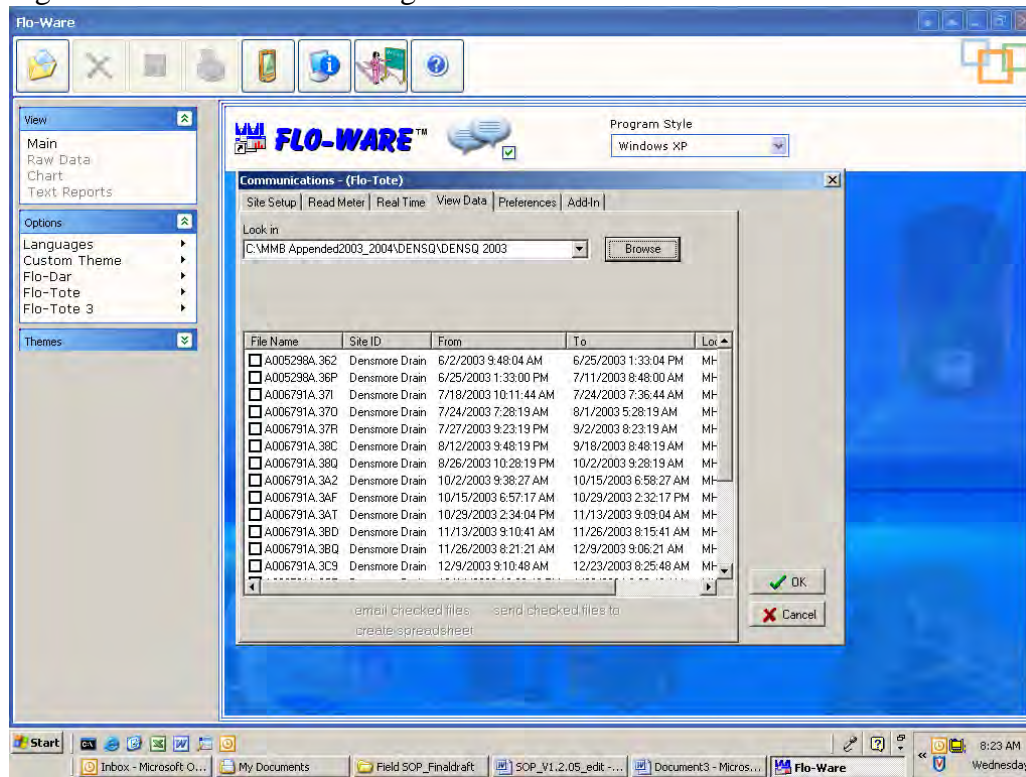 Flo-Ware
View
Main
Raw Data
Chart
Text Reports
Options
Languages
Custom Theme
Flo-Dar
Flo-Tote
Flo-Tote 3
Themes
FLO-WARE™
Program Style
Windows XP
Communications - (Flo-Tote)
Site Setup Read Meter Real Time View Data Preferences Add-In
Look in
C:\MMB Appended2003_2004\DENSQ\DENSQ 2003 Browse
File Name Site ID From To
A005298A.362 Densmore Drain 6/2/2003 9:48:04 AM 6/25/2003 1:33:04 PM MH
A005298A.36P Densmore Drain 6/25/2003 1:33:00 PM 7/11/2003 8:48:00 AM MH
A006791A.37I Densmore Drain 7/18/2003 10:11:44 AM 7/24/2003 7:36:44 AM MH
A006791A.37O Densmore Drain 7/24/2003 7:28:19 AM 8/1/2003 5:28:19 AM MH
A006791A.37R Densmore Drain 7/27/2003 9:23:19 PM 9/2/2003 8:23:19 AM MH
A006791A.38C Densmore Drain 8/12/2003 9:48:19 PM 9/18/2003 8:48:19 AM MH
A006791A.38Q Densmore Drain 8/26/2003 10:28:19 PM 10/2/2003 9:28:19 AM MH
A006791A.3A2 Densmore Drain 10/2/2003 9:38:27 AM 10/15/2003 6:58:27 AM MH
A006791A.3AF Densmore Drain 10/15/2003 6:57:17 AM 10/29/2003 2:32:17 PM MH
A006791A.3AT Densmore Drain 10/29/2003 2:34:04 PM 11/13/2003 9:09:04 AM MH
A006791A.3BD Densmore Drain 11/13/2003 9:10:41 AM 11/26/2003 8:15:41 AM MH
A006791A.3BQ Densmore Drain 11/26/2003 8:21:21 AM 12/9/2003 9:06:21 AM MH
A006791A.3C9 Densmore Drain 12/9/2003 9:10:48 AM 12/23/2003 8:25:48 AM MH
email checked files send checked files to
create spreadsheet
OK
Cancel
Start
8:23 AM
Inbox - Microsoft O... My Documents Field SOP_Finaldraft SOP_V1.2.05_edit -... Document3 - Micros... Flo-Ware
Wednesday